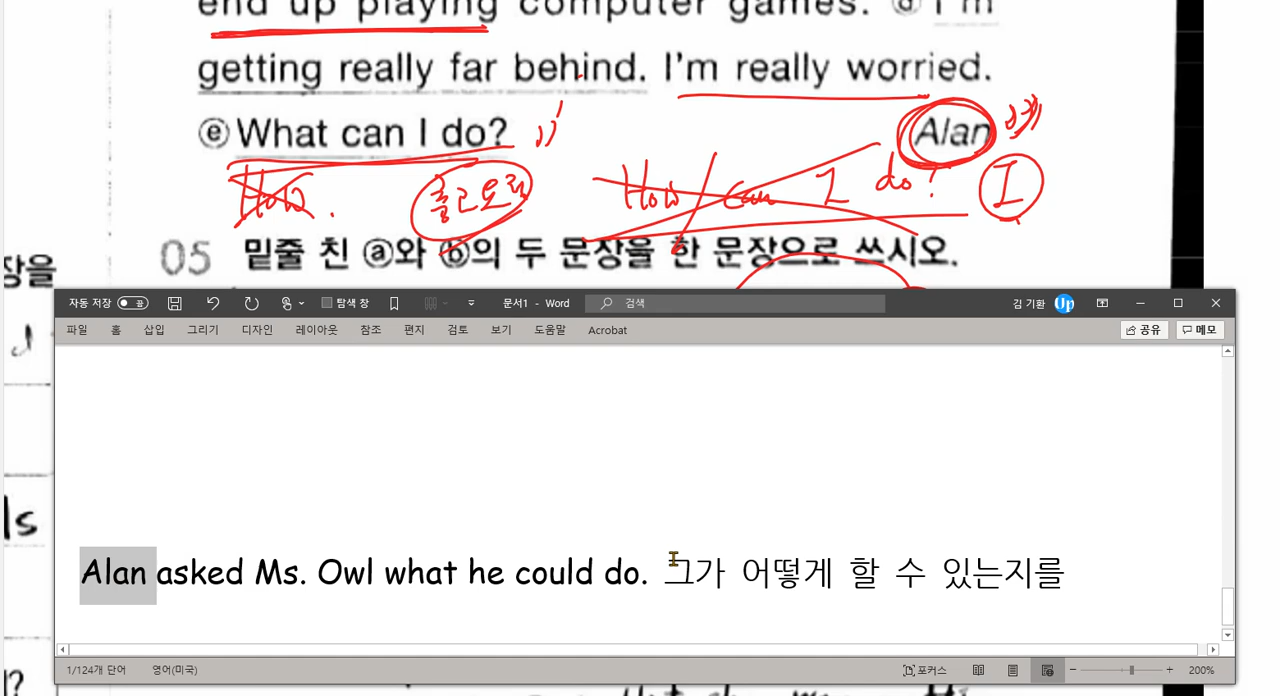 end up playing computer games. ⓓ I'm
getting really far behind. I'm really worried.
ⓔ What can I do?
Alan
How.
How can I do?
I
장을
05 밑줄 친 ⓐ와 ⓑ의 두 문장을 한 문장으로 쓰시오.
자동 저장 끔 탐색 창 문서1 - Word 검색 김 기환 Up
파일 홈 삽입 그리기 디자인 레이아웃 참조 편지 검토 보기 도움말 Acrobat 공유 메모
ls
Alan asked Ms. Owl what he could do. 그가 어떻게 할 수 있는지를
1/124개 단어 영어(미국) 포커스 200%
?